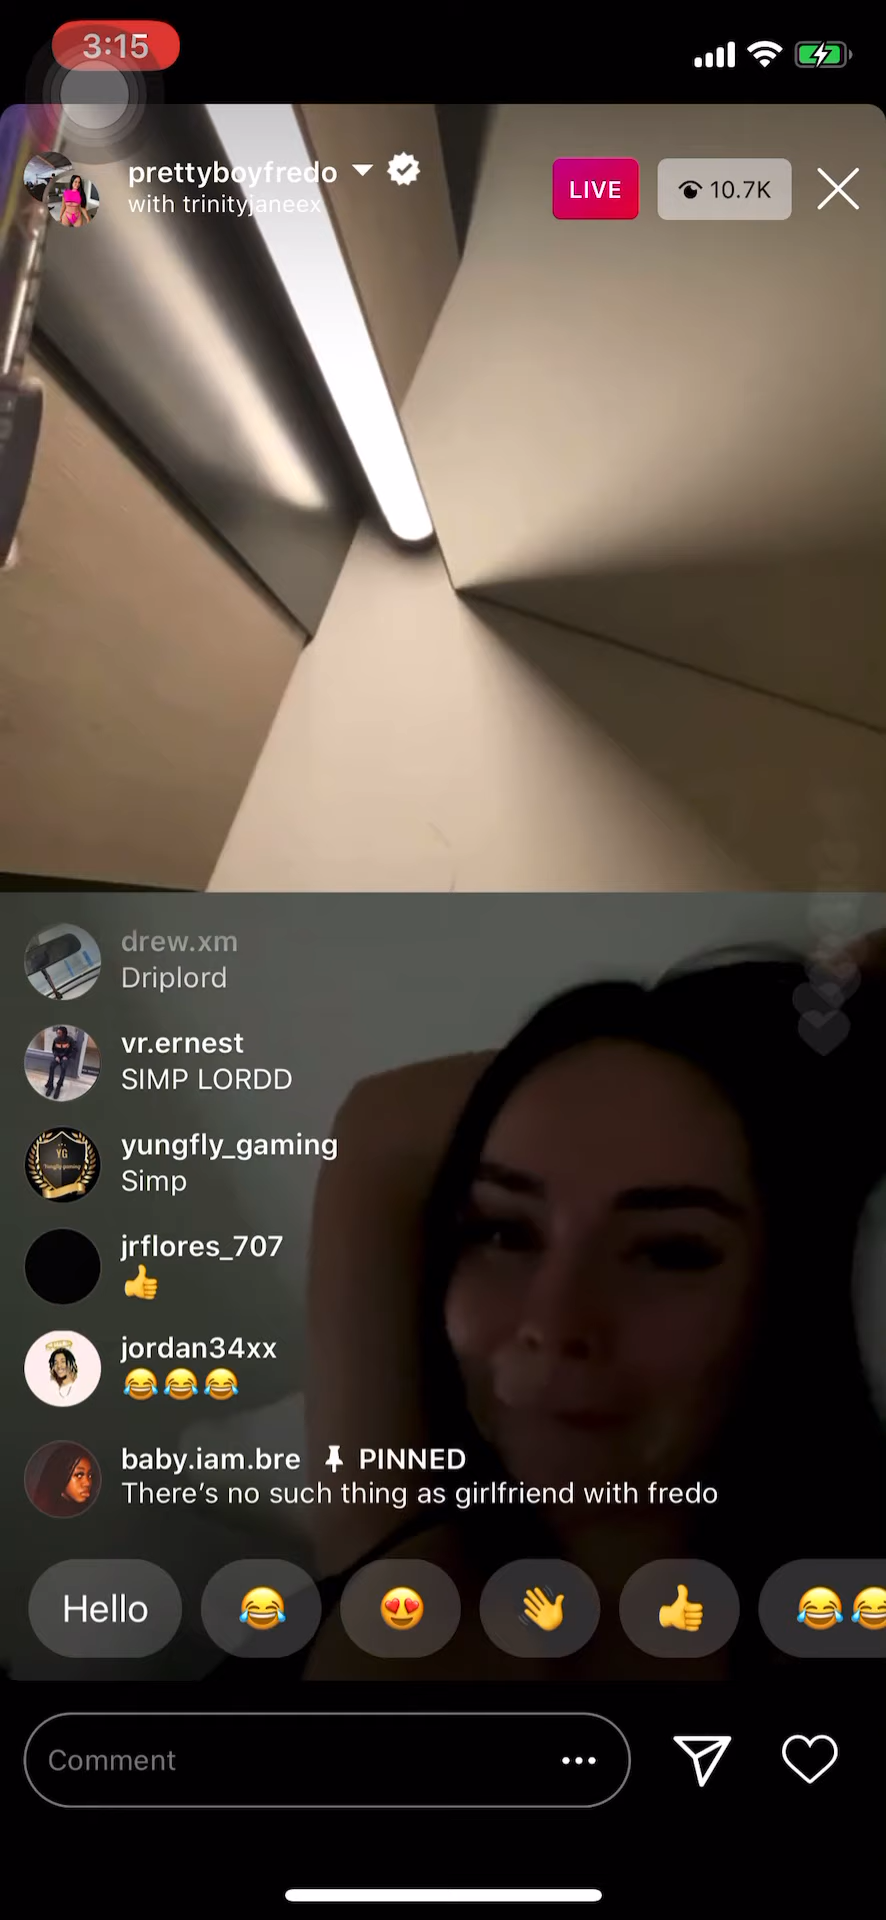 3:15
prettyboyfredo
with trinityjaneex
LIVE
10.7K
drew.xm
Driplord
vr.ernest
SIMP LORDD
yungfly_gaming
YG
Simp
jrflores_707
👍
jordan34xx
😂😂😂
baby.iam.bre PINNED
There's no such thing as girlfriend with fredo
Hello 😂 😍 👋 👍 😂😂
Comment